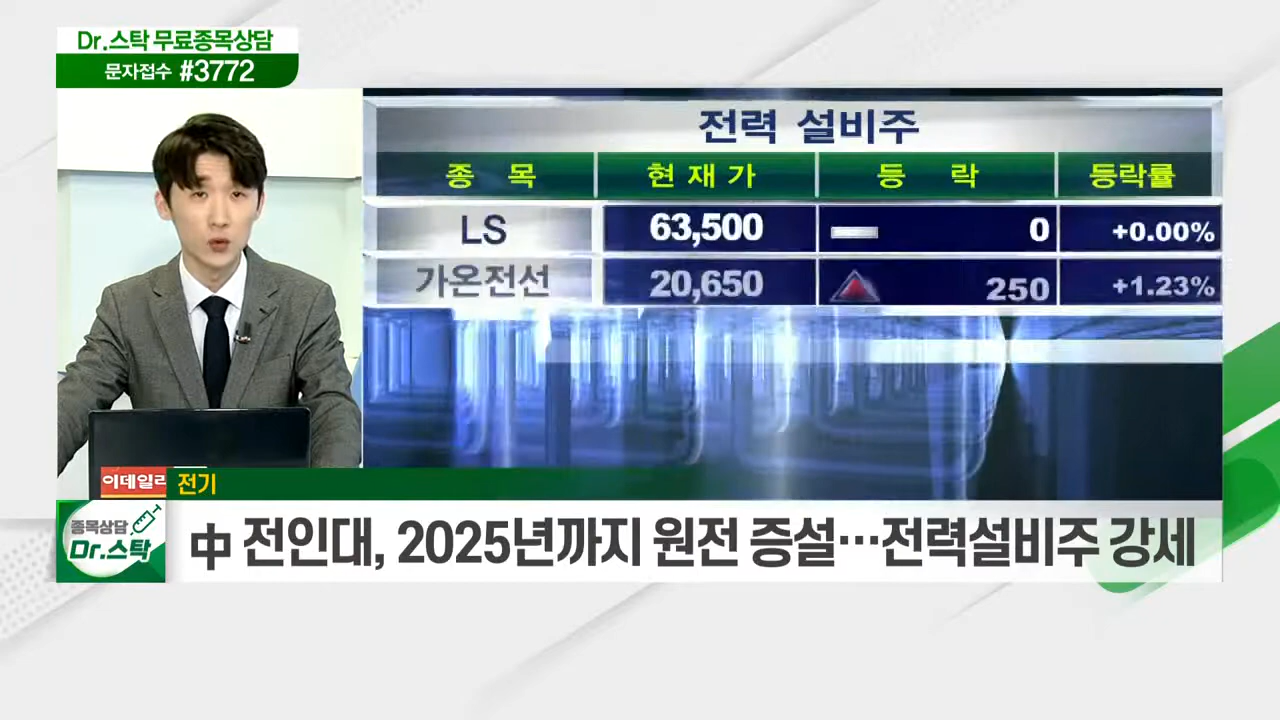 Dr.스탁 무료종목상담
문자접수 #3772
전력 설비주
종 목 현 재 가 등 락 등락률
LS 63,500 0 +0.00%
가온전선 20,650 250 +1.23%
이데일리 전기
종목상담
Dr.스탁
中 전인대, 2025년까지 원전 증설…전력설비주 강세